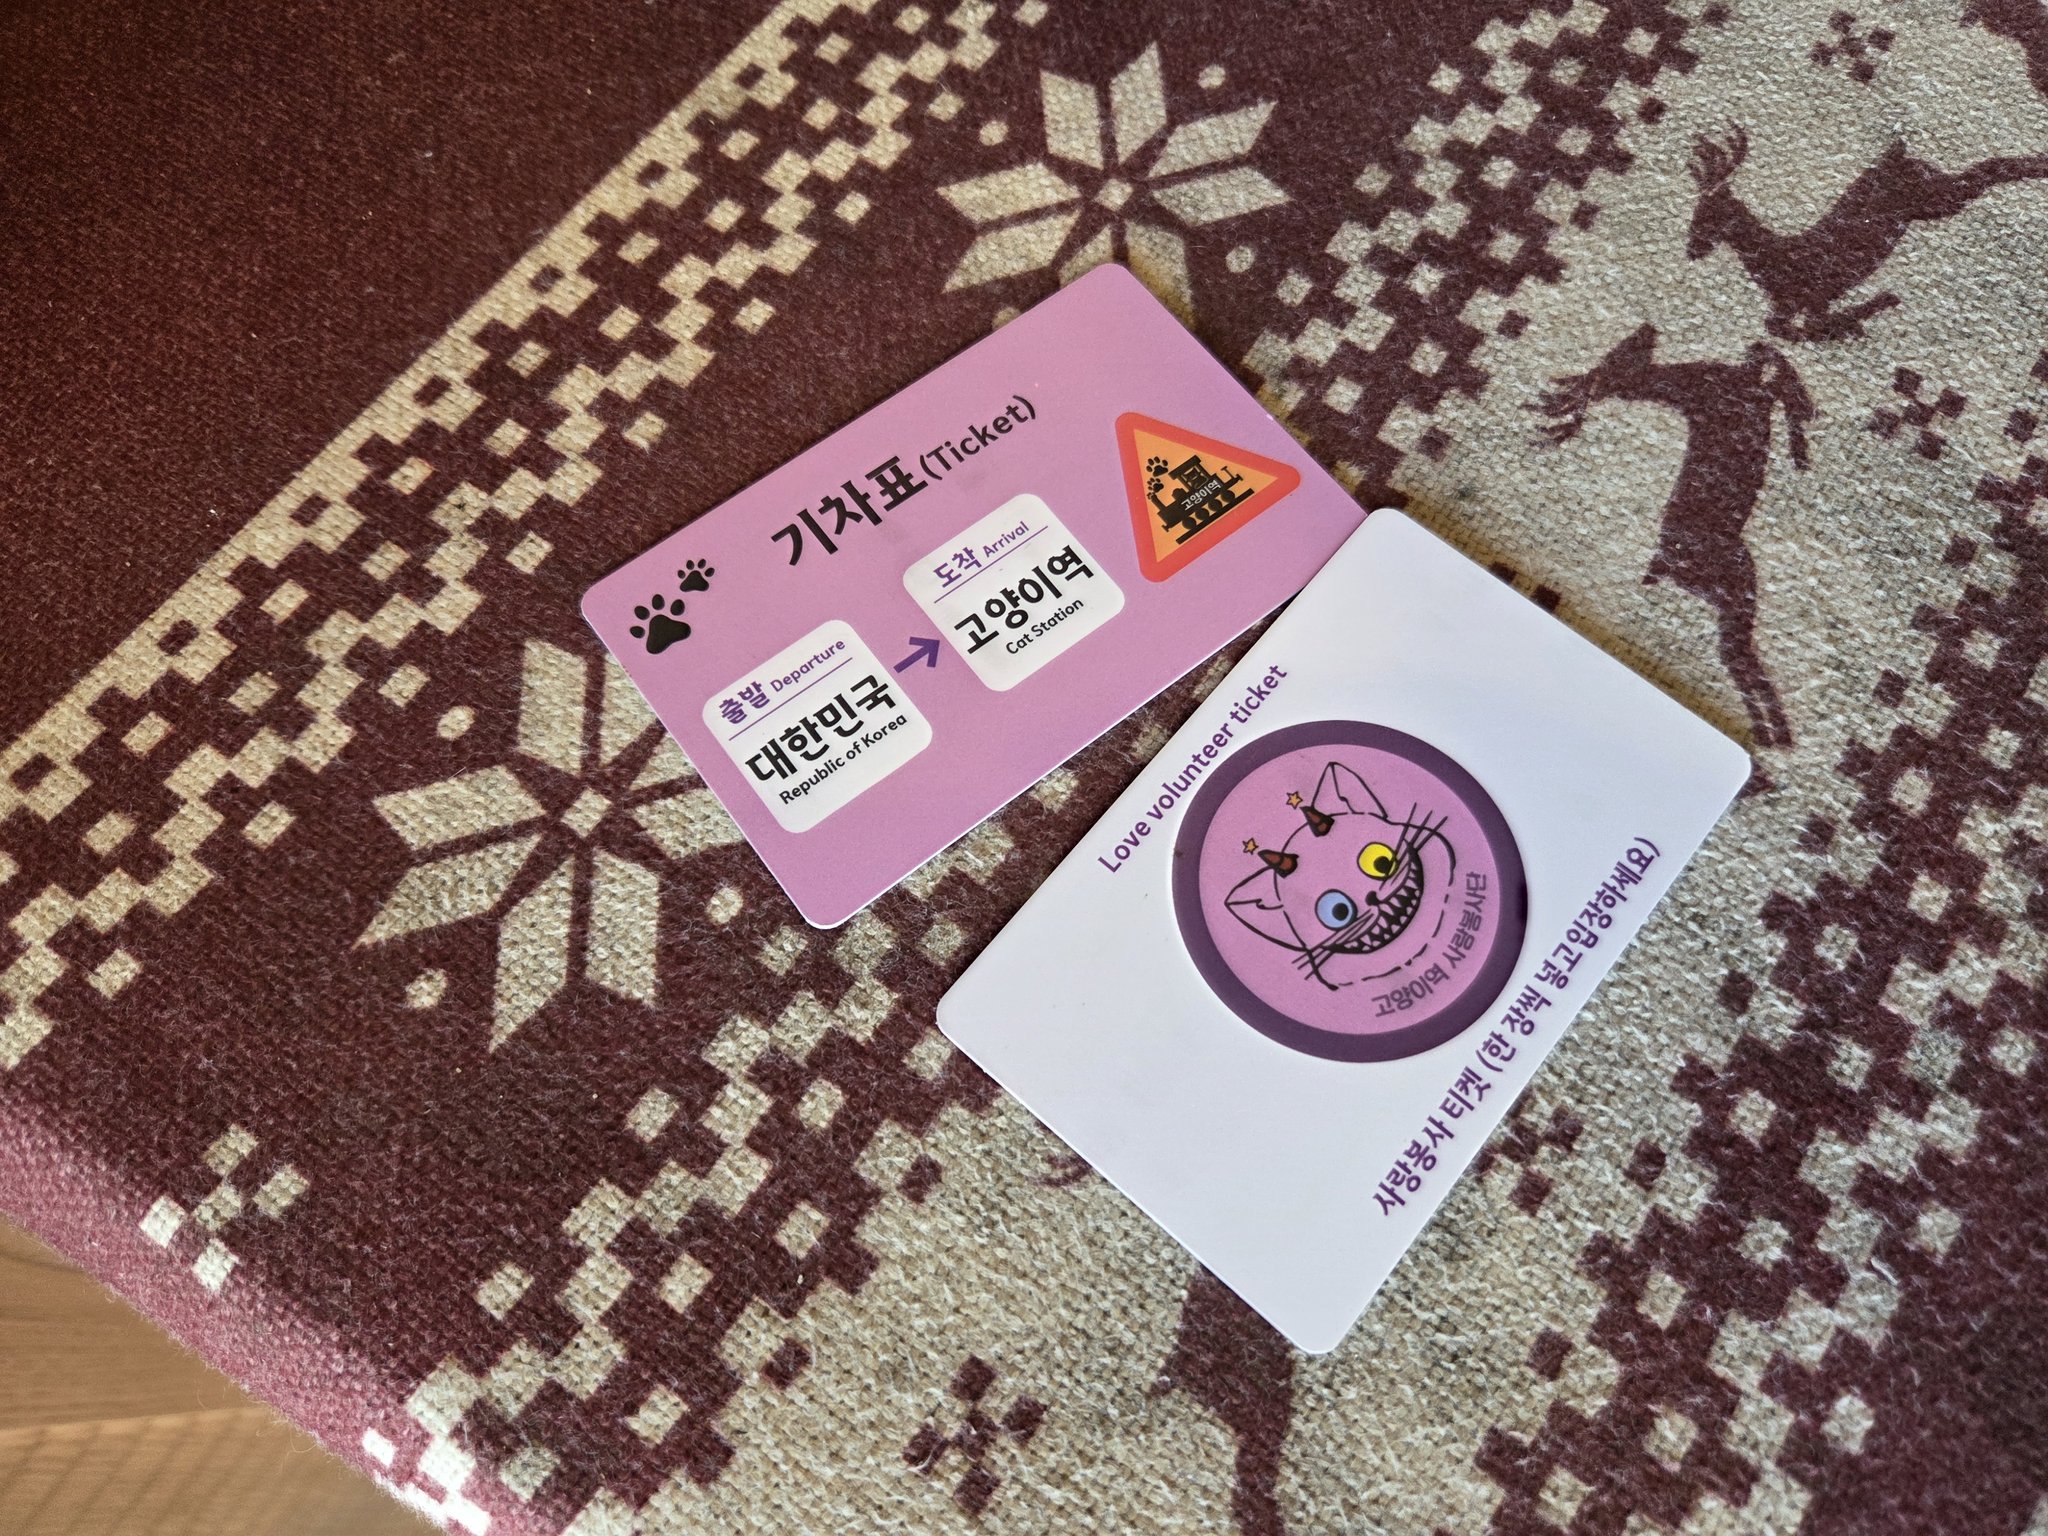 기차표(Ticket)
출발 Departure
대한민국
Republic of Korea
도착 Arrival
고양이역
Cat Station
고양이역
Love volunteer ticket
고양이역 사랑봉사단
사랑봉사 티켓 (한 장씩 넣고입장하세요)